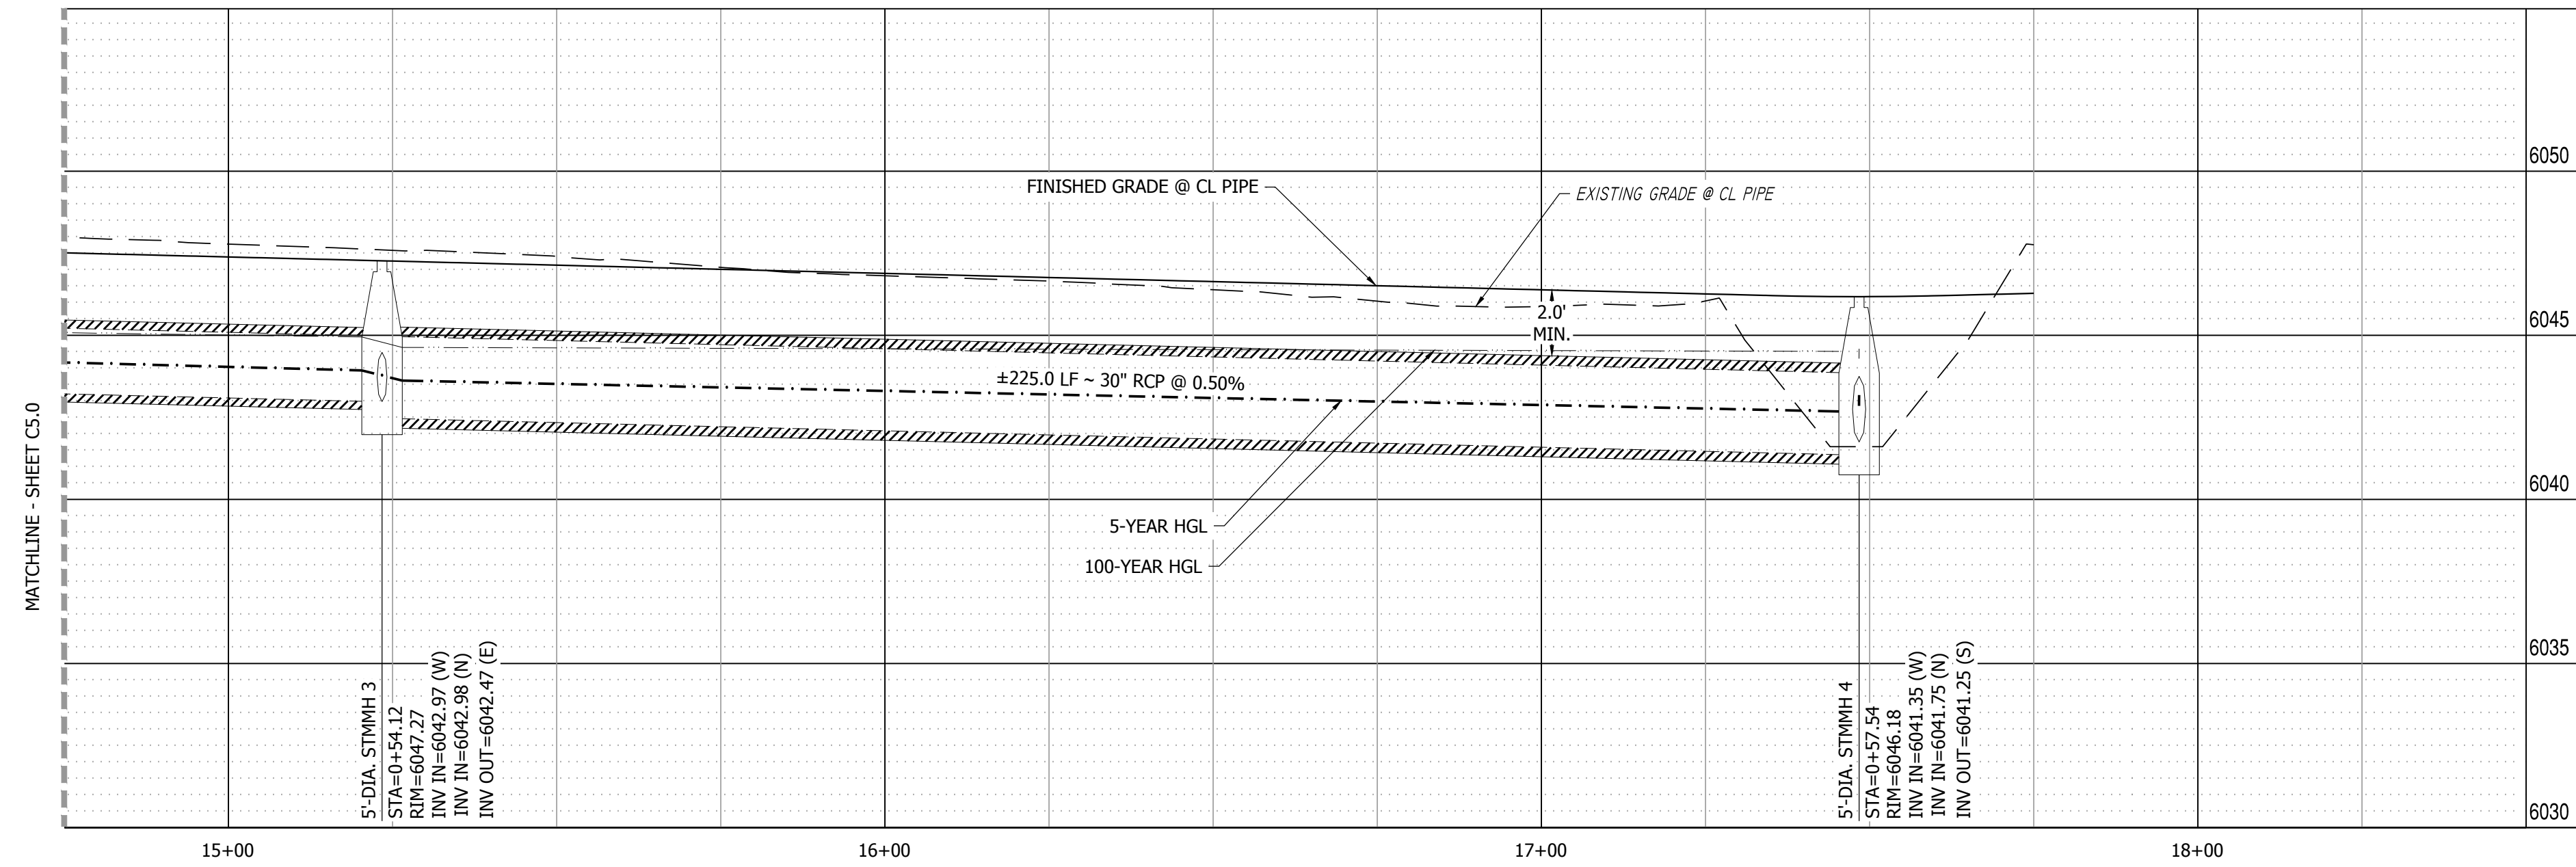 6050
FINISHED GRADE @ CL PIPE
EXISTING GRADE @ CL PIPE
6045
2.0'
MIN.
±225.0 LF ~ 30" RCP @ 0.50%
6040
5-YEAR HGL
100-YEAR HGL
MATCHLINE - SHEET C5.0
6035
5'-DIA. STMMH 3
STA=0+54.12
RIM=6047.27
INV IN=6042.97 (W)
INV IN=6042.98 (N)
INV OUT=6042.47 (E)
5'-DIA. STMMH 4
STA=0+57.54
RIM=6046.18
INV IN=6041.35 (W)
INV IN=6041.75 (N)
INV OUT=6041.25 (S)
6030
15+00
16+00
17+00
18+00